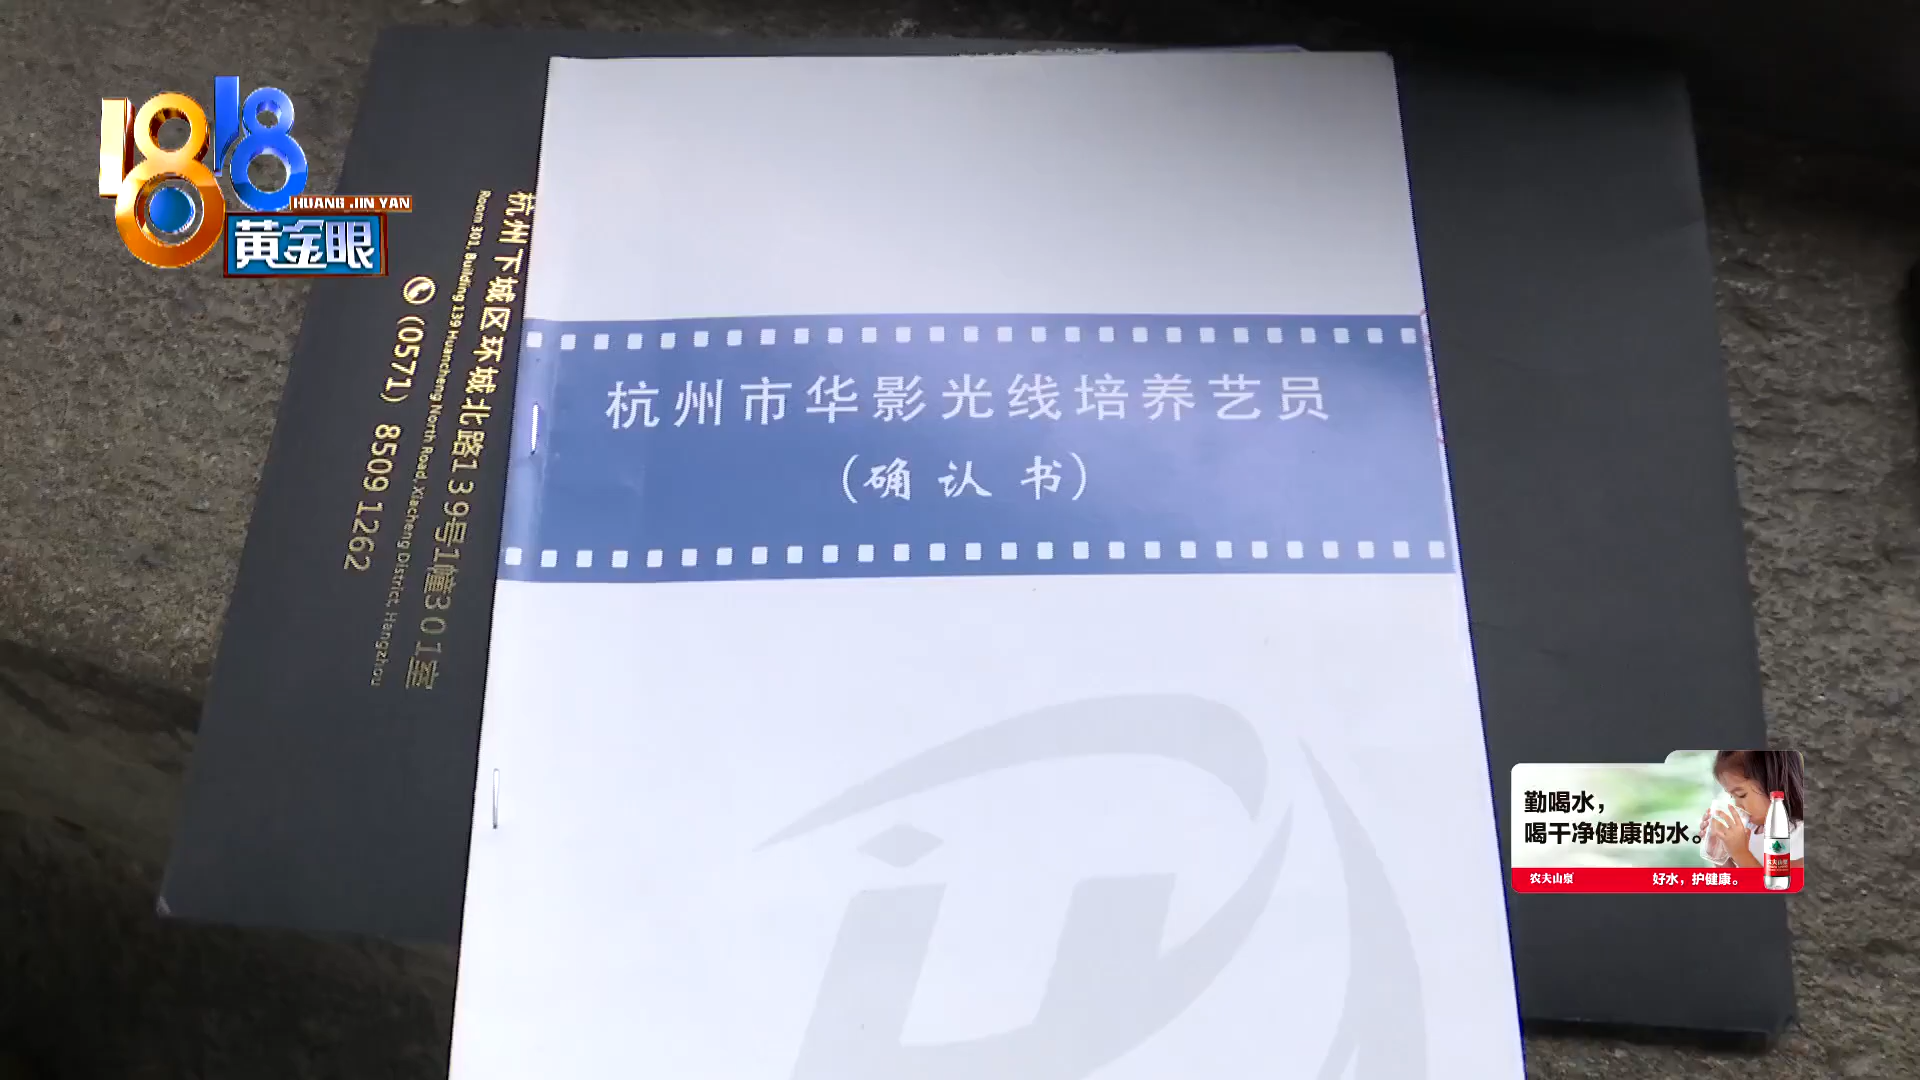 1818
HUANG JIN YAN
黄金眼
杭州下城区环城北路139号1幢301室
Room 301, Building 139 Huancheng North Road, Xiacheng District, Hangzhou
(0571) 85091262
杭州市华影光线培养艺员
(确认书)
勤喝水，
喝干净健康的水。
农夫山泉
好水，护健康。